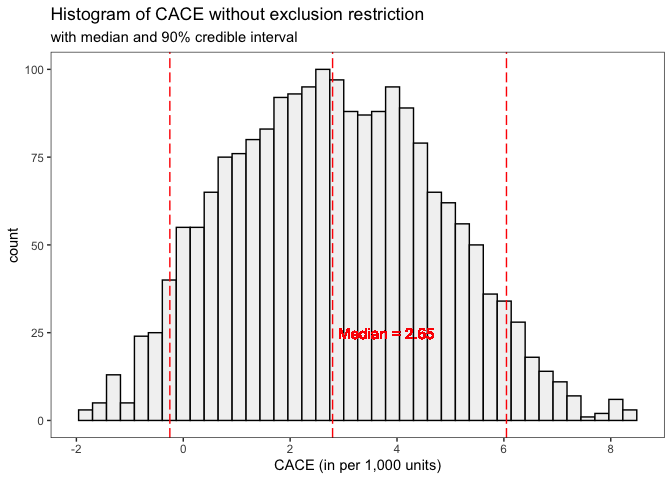 Histogram of CACE without exclusion restriction
with median and 90% credible interval
100
75
50
25
0
count
Median = 2.65
-2 0 2 4 6 8
CACE (in per 1,000 units)